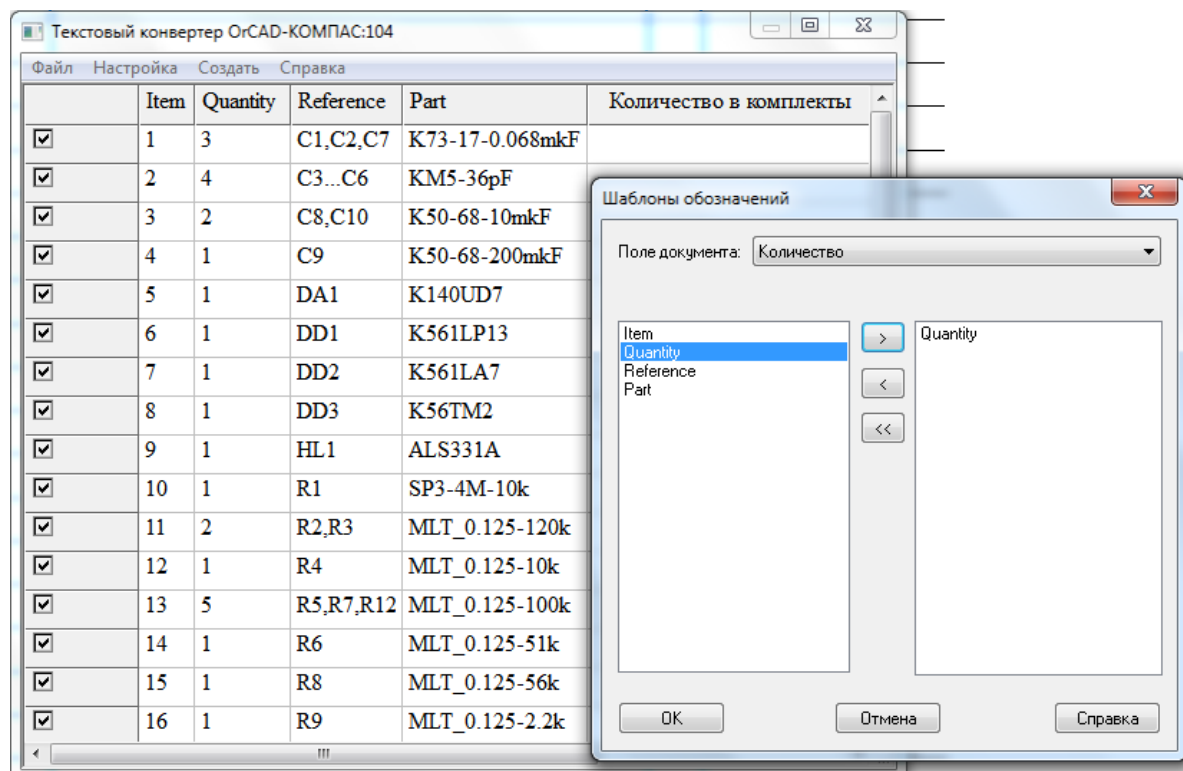 Текстовый конвертер OrCAD-КОМПАС:104
Файл Настройка Создать Справка
Item Quantity Reference Part Количество в комплекты
1 3 C1,C2,C7 K73-17-0.068mkF
2 4 C3...C6 KM5-36pF
3 2 C8,C10 K50-68-10mkF
4 1 C9 K50-68-200mkF
5 1 DA1 K140UD7
6 1 DD1 K561LP13
7 1 DD2 K561LA7
8 1 DD3 K56TM2
9 1 HL1 ALS331A
10 1 R1 SP3-4M-10k
11 2 R2,R3 MLT_0.125-120k
12 1 R4 MLT_0.125-10k
13 5 R5,R7,R12 MLT_0.125-100k
14 1 R6 MLT_0.125-51k
15 1 R8 MLT_0.125-56k
16 1 R9 MLT_0.125-2.2k
Шаблоны обозначений
Поле документа: Количество
Item
Quantity
Reference
Part
>
<
<<
Quantity
OK Отмена Справка